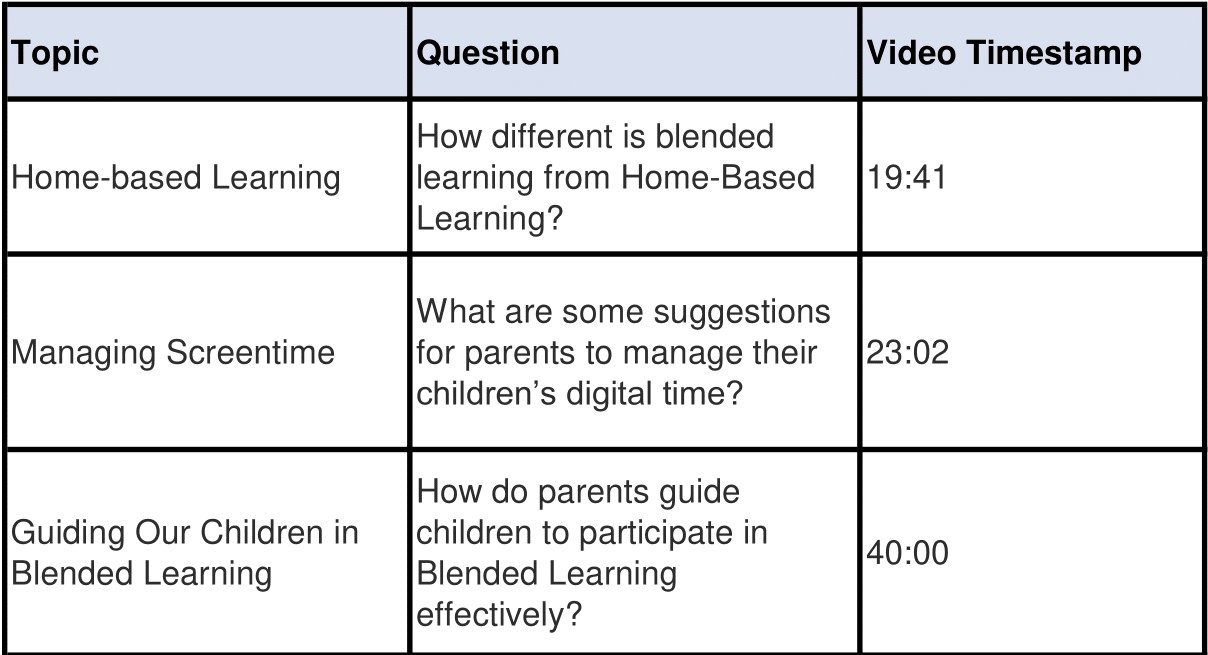 Topic
Question
Video Timestamp
Home-based Learning
How different is blended
learning from Home-Based
Learning?
19:41
Managing Screentime
What are some suggestions
for parents to manage their
children’s digital time?
23:02
Guiding Our Children in
Blended Learning
How do parents guide
children to participate in
Blended Learning
effectively?
40:00